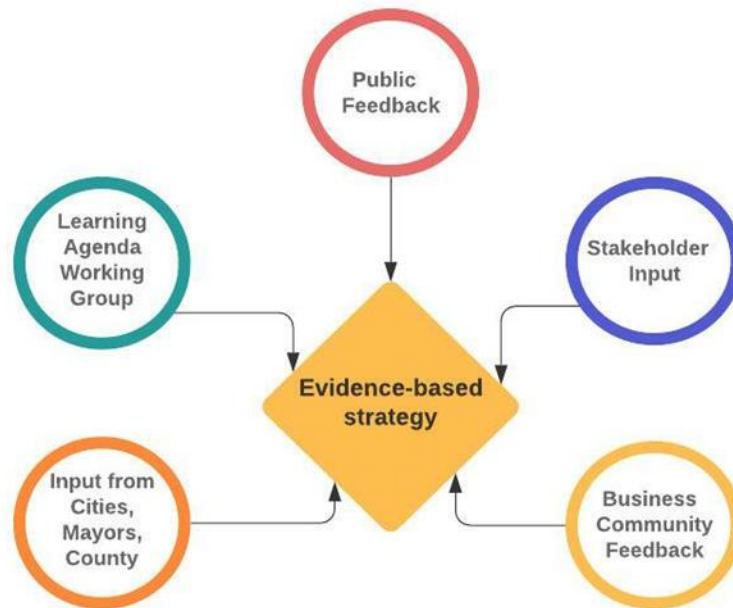 Public
Feedback
Learning
Agenda
Working
Group
Stakeholder
Input
Evidence-based
strategy
Input from
Cities,
Mayors,
County
Business
Community
Feedback